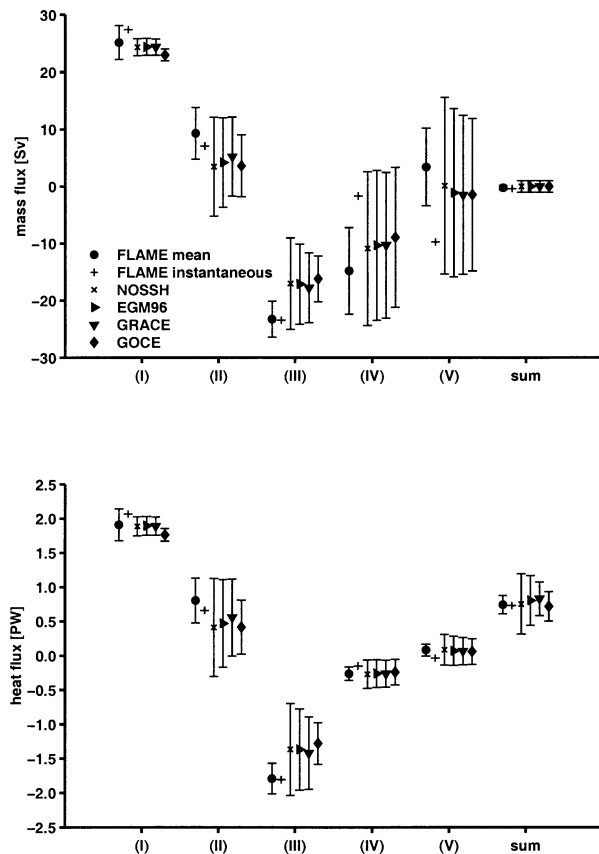 30
20
10
0
−10
−20
−30
mass flux [Sv]
FLAME mean
FLAME instantaneous
NOSSH
EGM96
GRACE
GOCE
(I) (II) (III) (IV) (V) sum
2.5
2.0
1.5
1.0
0.5
0.0
−0.5
−1.0
−1.5
−2.0
−2.5
heat flux [PW]
(I) (II) (III) (IV) (V) sum